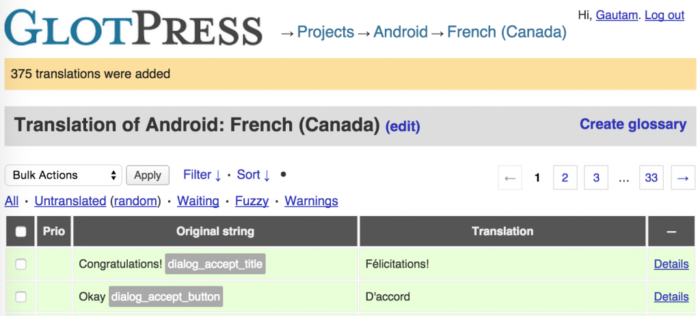 GLOTPRESS → Projects → Android → French (Canada) Hi, Gautam. Log out
375 translations were added
Translation of Android: French (Canada) (edit) Create glossary
Bulk Actions Apply Filter ↓ • Sort ↓ • ← 1 2 3 ... 33 →
All • Untranslated (random) • Waiting • Fuzzy • Warnings
Prio Original string Translation —
Congratulations! dialog_accept_title Félicitations! Details
Okay dialog_accept_button D'accord Details